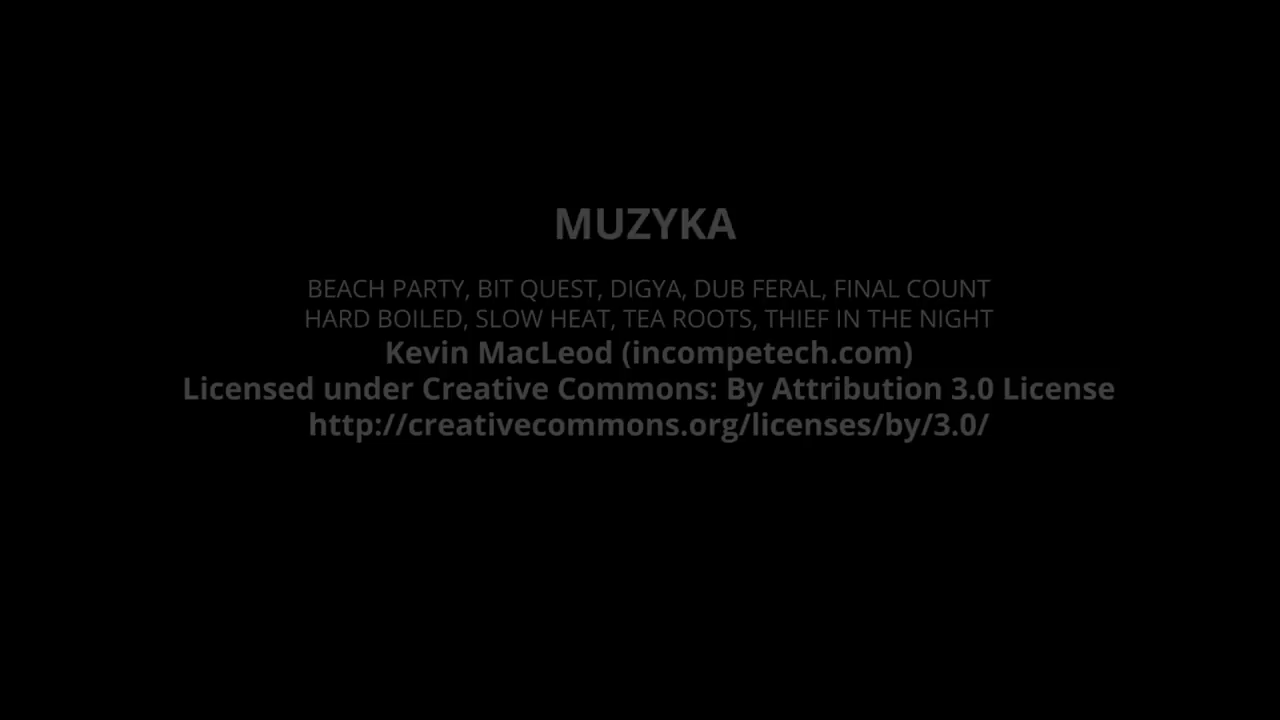 MUZYKA
BEACH PARTY, BIT QUEST, DIGYA, DUB FERAL, FINAL COUNT
HARD BOILED, SLOW HEAT, TEA ROOTS, THIEF IN THE NIGHT
Kevin MacLeod (incompetech.com)
Licensed under Creative Commons: By Attribution 3.0 License
http://creativecommons.org/licenses/by/3.0/